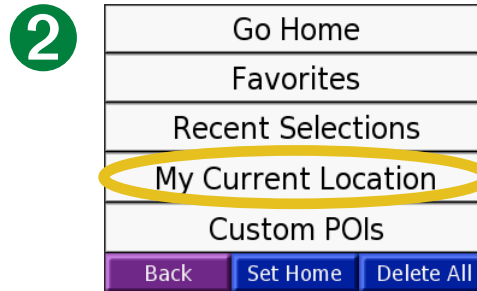 2
Go Home
Favorites
Recent Selections
My Current Location
Custom POIs
Back Set Home Delete All